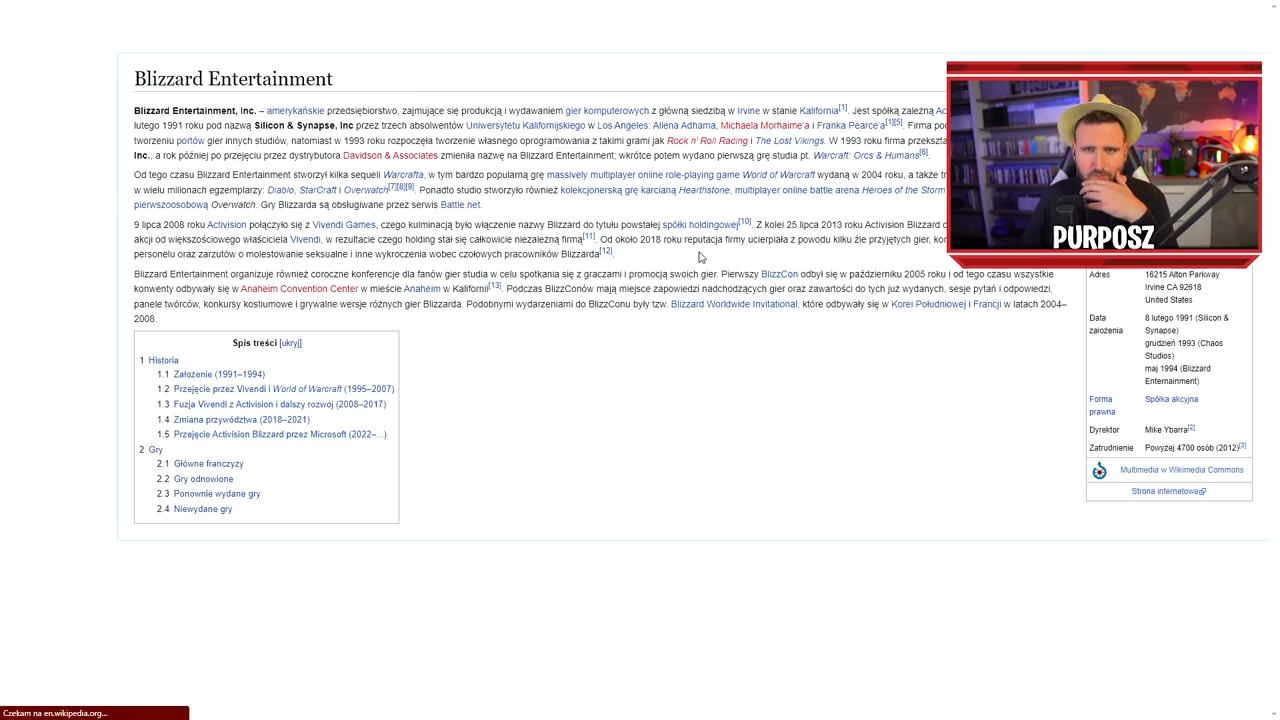 Blizzard Entertainment
Blizzard Entertainment, Inc. – amerykańskie przedsiębiorstwo, zajmujące się produkcją i wydawaniem gier komputerowych z główną siedzibą w Irvine w stanie Kalifornia[1]. Jest spółką zależną Ac
lutego 1991 roku pod nazwą Silicon & Synapse, Inc przez trzech absolwentów Uniwersytetu Kalifornijskiego w Los Angeles: Allena Adhama, Michaela Morhaime'a i Franka Pearce'a[1][5]. Firma poc
tworzeniu portów gier innych studiów, natomiast w 1993 roku rozpoczęła tworzenie własnego oprogramowania z takimi grami jak Rock n' Roll Racing i The Lost Vikings. W 1993 roku firma przekszta
Inc., a rok później po przejęciu przez dystrybutora Davidson & Associates zmieniła nazwę na Blizzard Entertainment; wkrótce potem wydano pierwszą grę studia pt. Warcraft: Orcs & Humans[6].
Od tego czasu Blizzard Entertainment stworzył kilka sequeli Warcrafta, w tym bardzo popularną grę massively multiplayer online role-playing game World of Warcraft wydaną w 2004 roku, a także tr
w wielu milionach egzemplarzy: Diablo, StarCraft i Overwatch[7][8][9]. Ponadto studio stworzyło również kolekcjonerską grę karcianą Hearthstone, multiplayer online battle arena Heroes of the Storm
pierwszoosobową Overwatch. Gry Blizzarda są obsługiwane przez serwis Battle.net.
9 lipca 2008 roku Activision połączyło się z Vivendi Games, czego kulminacją było włączenie nazwy Blizzard do tytułu powstałej spółki holdingowej[10]. Z kolei 25 lipca 2013 roku Activision Blizzard o
akcji od większościowego właściciela Vivendi, w rezultacie czego holding stał się całkowicie niezależną firmą[11]. Od około 2018 roku reputacja firmy ucierpiała z powodu kilku źle przyjętych gier, kon
personelu oraz zarzutów o molestowanie seksualne i inne wykroczenia wobec czołowych pracowników Blizzarda[12].
Blizzard Entertainment organizuje również coroczne konferencje dla fanów gier studia w celu spotkania się z graczami i promocją swoich gier. Pierwszy BlizzCon odbył się w październiku 2005 roku i od tego czasu wszystkie
konwenty odbywały się w Anaheim Convention Center w mieście Anaheim w Kalifornii[13]. Podczas BlizzConów mają miejsce zapowiedzi nadchodzących gier oraz zawartości do tych już wydanych, sesje pytań i odpowiedzi,
panele twórców, konkursy kostiumowe i grywalne wersje różnych gier Blizzarda. Podobnymi wydarzeniami do BlizzConu były tzw. Blizzard Worldwide Invitational, które odbywały się w Korei Południowej i Francji w latach 2004–
2008.
Spis treści [ukryj]
1 Historia
1.1 Założenie (1991–1994)
1.2 Przejęcie przez Vivendi i World of Warcraft (1995–2007)
1.3 Fuzja Vivendi z Activision i dalszy rozwój (2008–2017)
1.4 Zmiana przywództwa (2018–2021)
1.5 Przejęcie Activision Blizzard przez Microsoft (2022–...)
2 Gry
2.1 Główne franczyzy
2.2 Gry odnowione
2.3 Ponownie wydane gry
2.4 Niewydane gry
PURPOSZ
Adres 16215 Alton Parkway
Irvine CA 92618
United States
Data 8 lutego 1991 (Silicon &
założenia Synapse)
grudzień 1993 (Chaos
Studios)
maj 1994 (Blizzard
Enternainment)
Forma Spółka akcyjna
prawna
Dyrektor Mike Ybarra[2]
Zatrudnienie Powyżej 4700 osób (2012)[3]
Multimedia w Wikimedia Commons
Strona internetowa
Czekam na en.wikipedia.org...